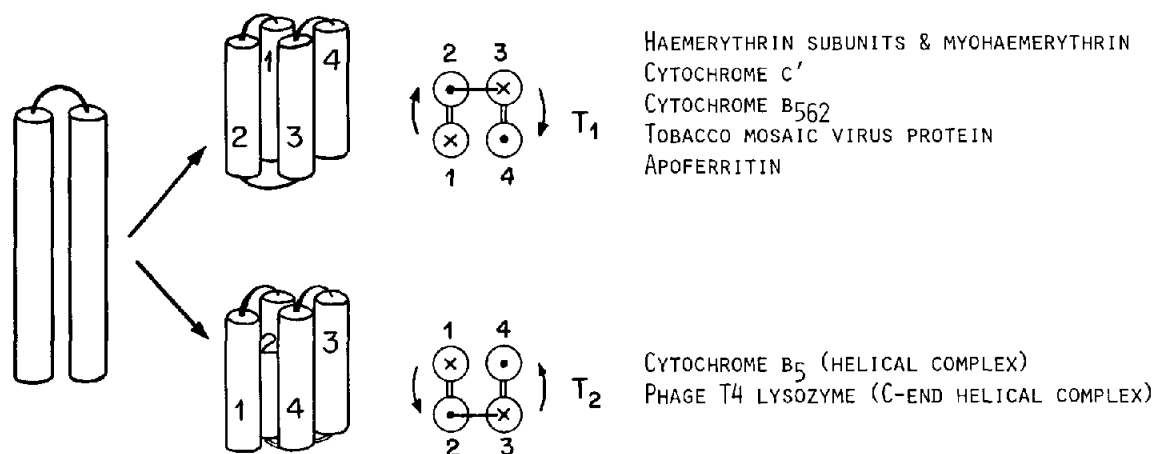 1 4
2 3
2 3
1 4
T1
HAEMERYTHRIN SUBUNITS & MYOHAEMERYTHRIN
CYTOCHROME C′
CYTOCHROME B562
TOBACCO MOSAIC VIRUS PROTEIN
APOFERRITIN
2 3
1 4
1 4
2 3
T2
CYTOCHROME B5 (HELICAL COMPLEX)
PHAGE T4 LYSOZYME (C-END HELICAL COMPLEX)